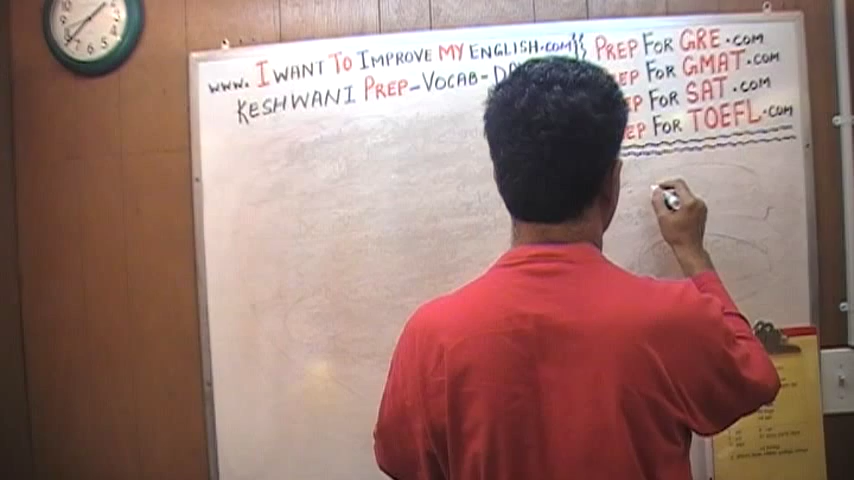 www. I WANT TO IMPROVE MY ENGLISH.COM}{ PREP FOR GRE.COM
KESHWANI PREP-VOCAB- EP FOR GMAT.COM
EP FOR SAT.COM
EP FOR TOEFL.COM